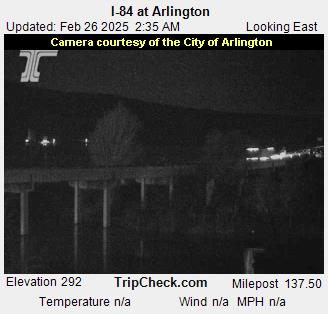 I-84 at Arlington
Updated: Feb 26 2025 2:35 AM Looking East
Camera courtesy of the City of Arlington
Elevation 292 TripCheck.com Milepost 137.50
Temperature n/a Wind n/a MPH n/a